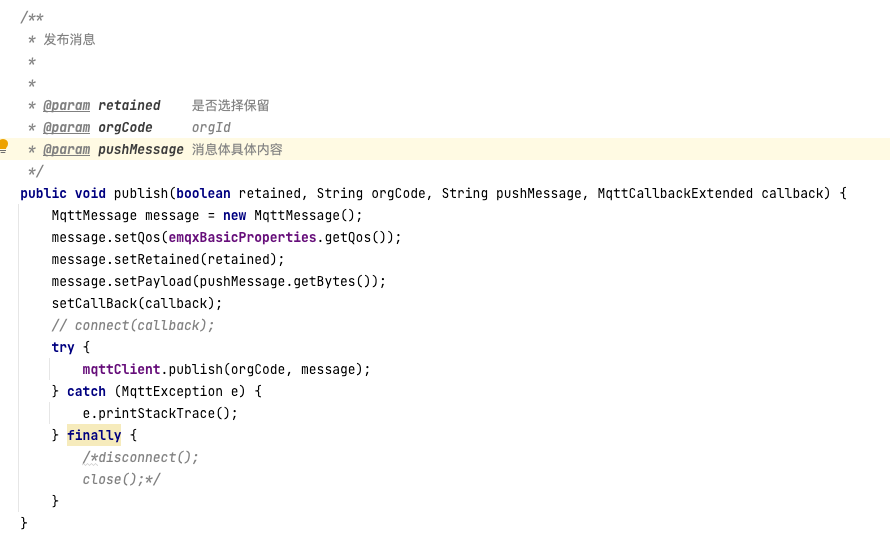 /**
 * 发布消息
 *
 *
 * @param retained    是否选择保留
 * @param orgCode     orgId
 * @param pushMessage 消息体具体内容
 */
public void publish(boolean retained, String orgCode, String pushMessage, MqttCallbackExtended callback) {
    MqttMessage message = new MqttMessage();
    message.setQos(emqxBasicProperties.getQos());
    message.setRetained(retained);
    message.setPayload(pushMessage.getBytes());
    setCallBack(callback);
    // connect(callback);
    try {
        mqttClient.publish(orgCode, message);
    } catch (MqttException e) {
        e.printStackTrace();
    } finally {
        /*disconnect();
        close();*/
    }
}